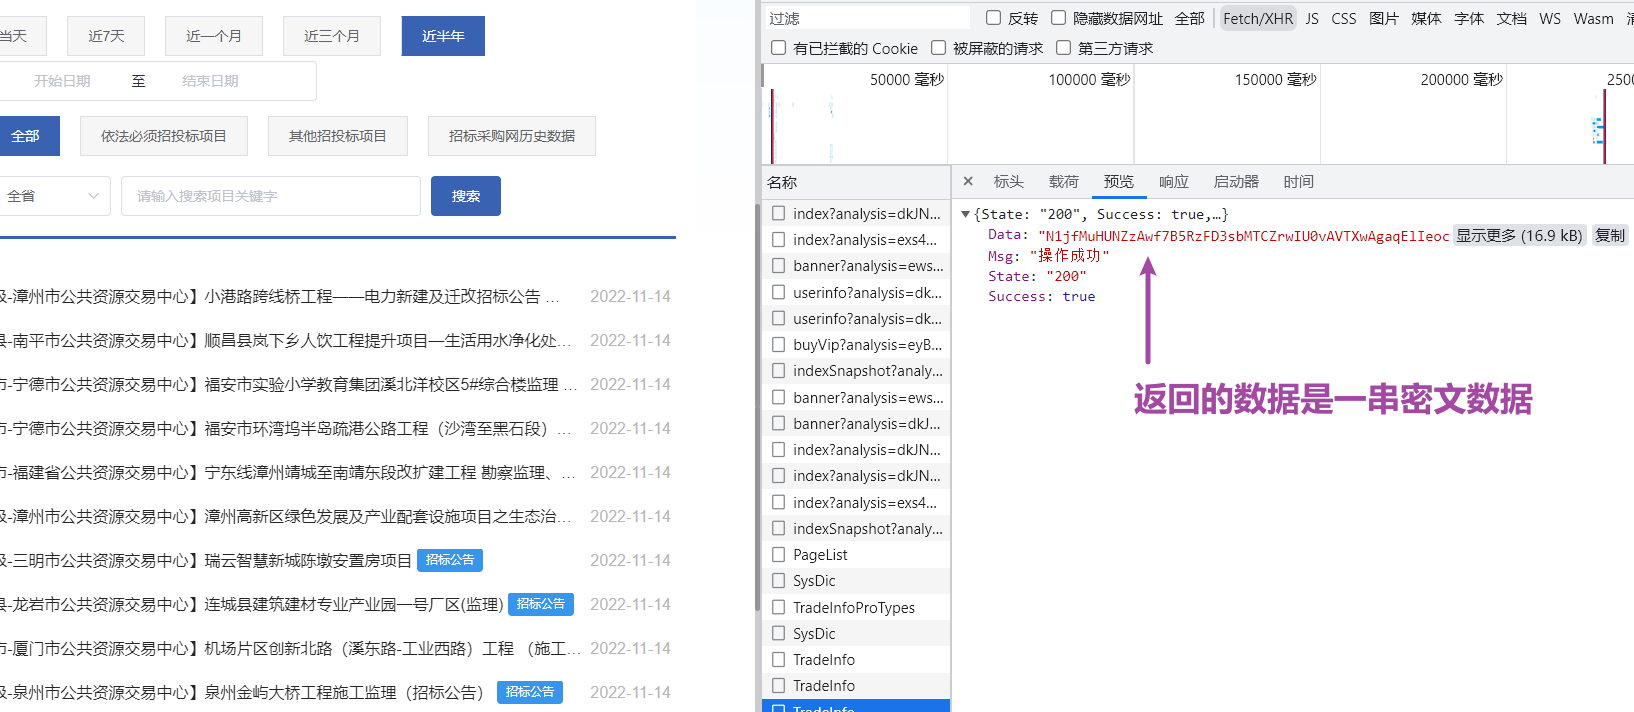 当天 近7天 近一个月 近三个月 近半年
开始日期 至 结束日期
全部 依法必须招投标项目 其他招投标项目 招标采购网历史数据
全省 请输入搜索项目关键字 搜索
级-漳州市公共资源交易中心】小港路跨线桥工程——电力新建及迁改招标公告 ... 2022-11-14
县-南平市公共资源交易中心】顺昌县岚下乡人饮工程提升项目—生活用水净化处... 2022-11-14
市-宁德市公共资源交易中心】福安市实验小学教育集团溪北洋校区5#综合楼监理 ... 2022-11-14
市-宁德市公共资源交易中心】福安市环湾坞半岛疏港公路工程（沙湾至黑石段）... 2022-11-14
市-福建省公共资源交易中心】宁东线漳州靖城至南靖东段改扩建工程 勘察监理、... 2022-11-14
级-漳州市公共资源交易中心】漳州高新区绿色发展及产业配套设施项目之生态治... 2022-11-14
级-三明市公共资源交易中心】瑞云智慧新城陈墩安置房项目 招标公告 2022-11-14
县-龙岩市公共资源交易中心】连城县建筑建材专业产业园一号厂区(监理) 招标公告 2022-11-14
市-厦门市公共资源交易中心】机场片区创新北路（溪东路-工业西路）工程 （施工... 2022-11-14
级-泉州市公共资源交易中心】泉州金屿大桥工程施工监理（招标公告） 招标公告 2022-11-14
过滤 反转 隐藏数据网址 全部 Fetch/XHR JS CSS 图片 媒体 字体 文档 WS Wasm 清
有已拦截的 Cookie 被屏蔽的请求 第三方请求
50000 毫秒 100000 毫秒 150000 毫秒 200000 毫秒 2500
名称
index?analysis=dkJN...
index?analysis=exs4...
banner?analysis=ews...
userinfo?analysis=dk...
userinfo?analysis=dk...
buyVip?analysis=eyB...
indexSnapshot?analy...
banner?analysis=ews...
banner?analysis=dkJ...
index?analysis=dkJN...
index?analysis=dkJN...
index?analysis=exs4...
indexSnapshot?analy...
PageList
SysDic
TradeInfoProTypes
SysDic
TradeInfo
TradeInfo
TradeInfo
× 标头 载荷 预览 响应 启动器 时间
▼{State: "200", Success: true,…}
Data: "N1jfMuHUNZzAwf7B5RzFD3sbMTCZrwIU0vAVTXwAgaqElIeoc 显示更多 (16.9 kB) 复制
Msg: "操作成功"
State: "200"
Success: true
返回的数据是一串密文数据